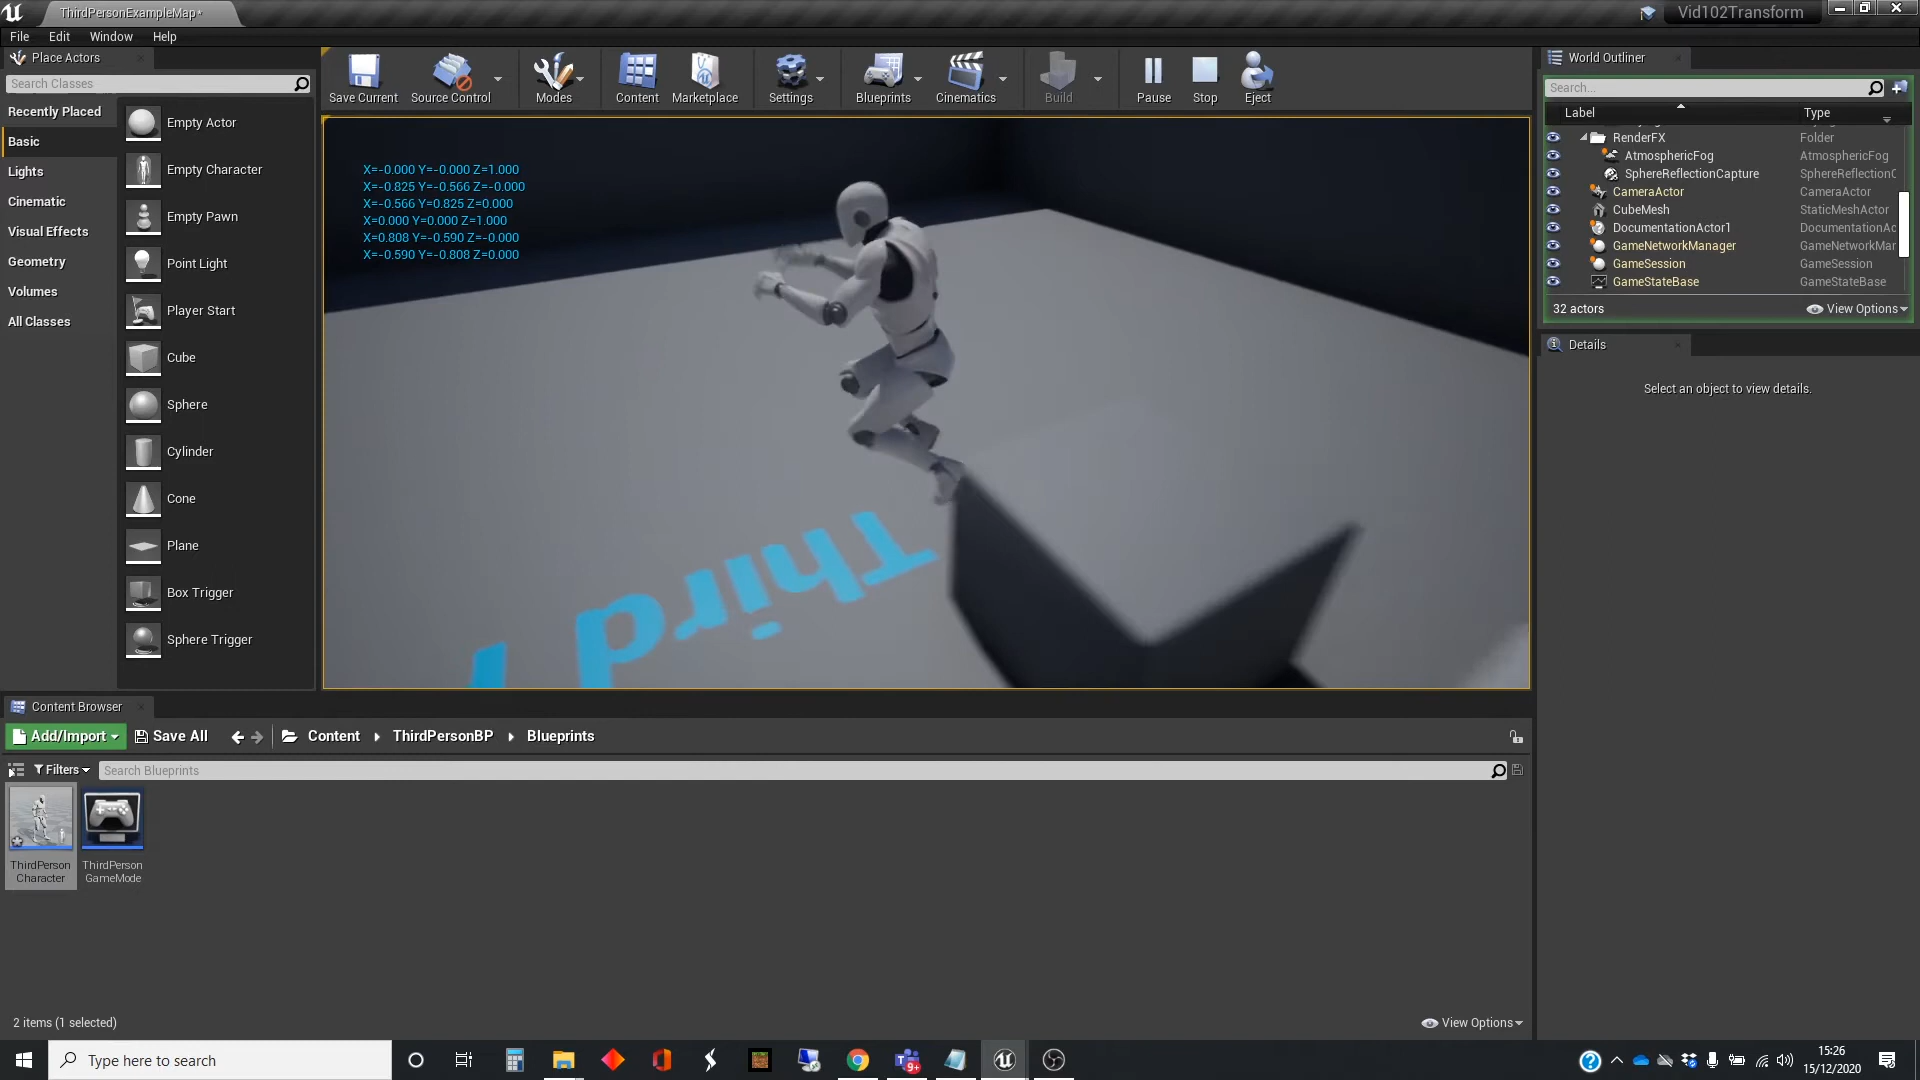 ThirdPersonExampleMap*
Vid102Transform
File Edit Window Help
Place Actors
Search Classes
Recently Placed
Basic
Lights
Cinematic
Visual Effects
Geometry
Volumes
All Classes
Empty Actor
Empty Character
Empty Pawn
Point Light
Player Start
Cube
Sphere
Cylinder
Cone
Plane
Box Trigger
Sphere Trigger
Save Current
Source Control
Modes
Content
Marketplace
Settings
Blueprints
Cinematics
Build
Pause
Stop
Eject
X=-0.000 Y=-0.000 Z=1.000
X=-0.825 Y=-0.566 Z=-0.000
X=-0.566 Y=0.825 Z=0.000
X=0.000 Y=0.000 Z=1.000
X=0.808 Y=-0.590 Z=-0.000
X=-0.590 Y=-0.808 Z=0.000
Third
World Outliner
Search...
Label Type
RenderFX Folder
AtmosphericFog AtmosphericFog
SphereReflectionCapture SphereReflectionC
CameraActor CameraActor
CubeMesh StaticMeshActor
DocumentationActor1 DocumentationAc
GameNetworkManager GameNetworkMar
GameSession GameSession
GameStateBase GameStateBase
32 actors View Options
Details
Select an object to view details.
Content Browser
Add/Import Save All Content ThirdPersonBP Blueprints
Filters Search Blueprints
ThirdPerson
Character
ThirdPerson
GameMode
2 items (1 selected) View Options
Type here to search
9+
15:26
15/12/2020